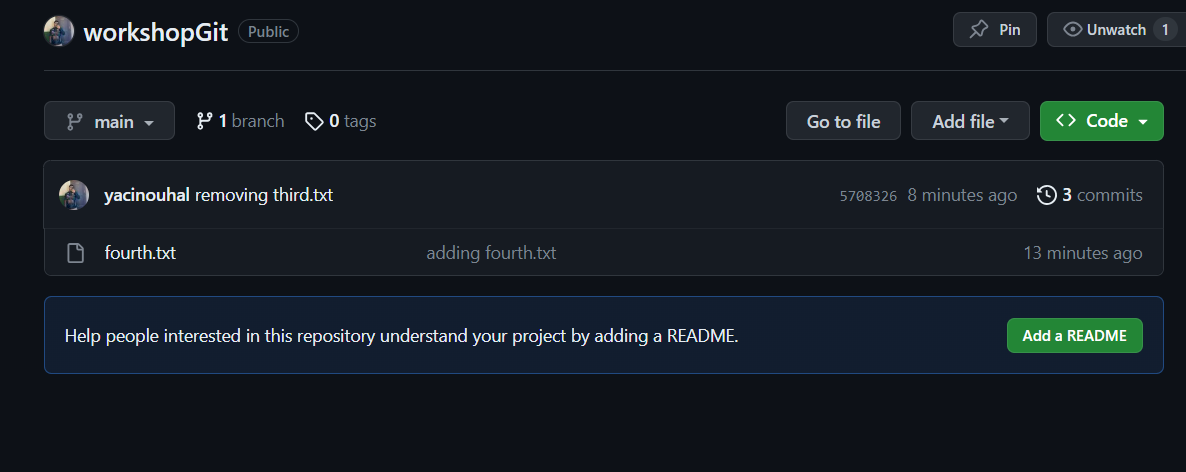 workshopGit Public Pin Unwatch 1
main 1 branch 0 tags Go to file Add file <> Code
yacinouhal removing third.txt 5708326 8 minutes ago 3 commits
fourth.txt adding fourth.txt 13 minutes ago
Help people interested in this repository understand your project by adding a README. Add a README